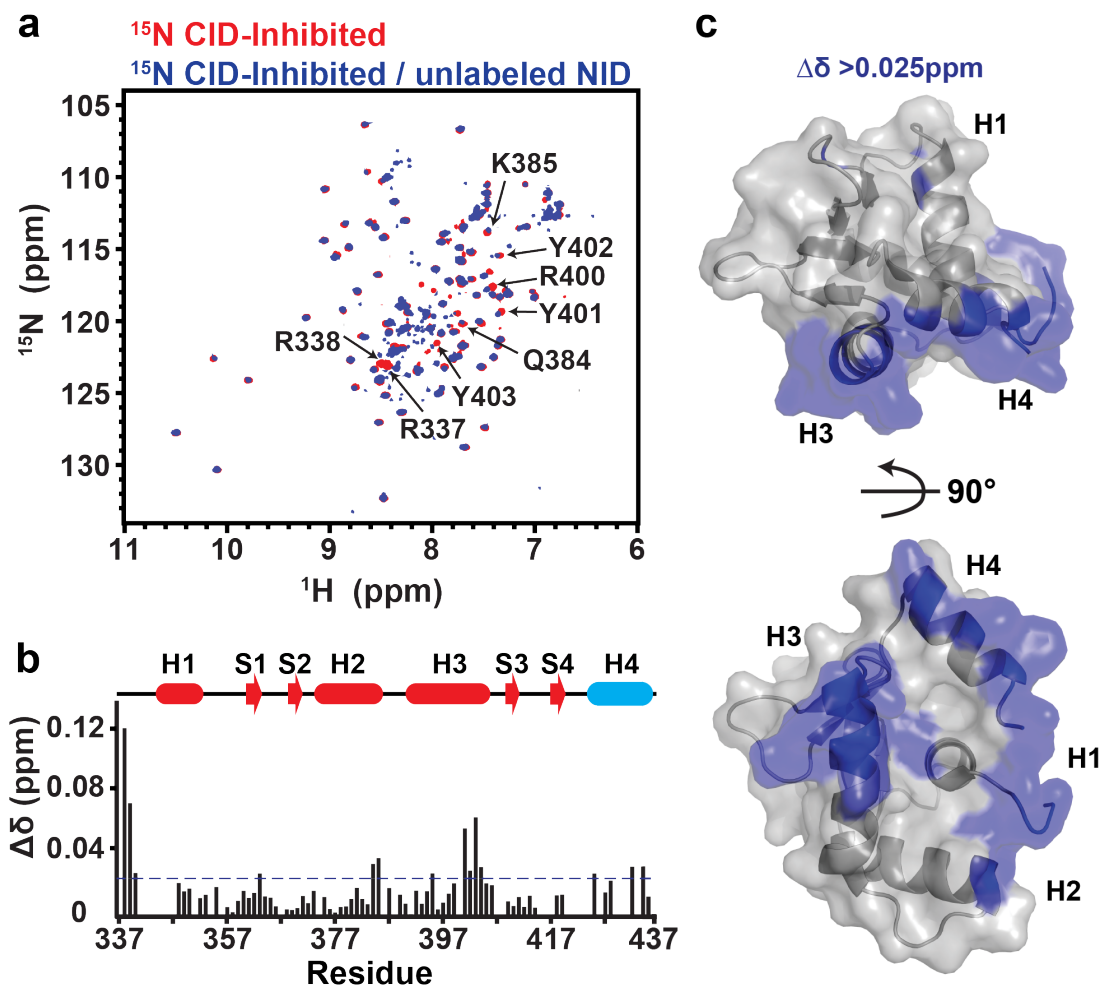 a
¹⁵N CID-Inhibited
¹⁵N CID-Inhibited / unlabeled NID
105
110
115
120
125
130
¹⁵N (ppm)
K385
Y402
R400
Y401
Q384
Y403
R338
R337
11 10 9 8 7 6
¹H (ppm)
b
H1 S1 S2 H2 H3 S3 S4 H4
0.12
0.08
0.04
0
Δδ (ppm)
337 357 377 397 417 437
Residue
c
Δδ >0.025ppm
H1
H4
H3
90°
H4
H3
H1
H2